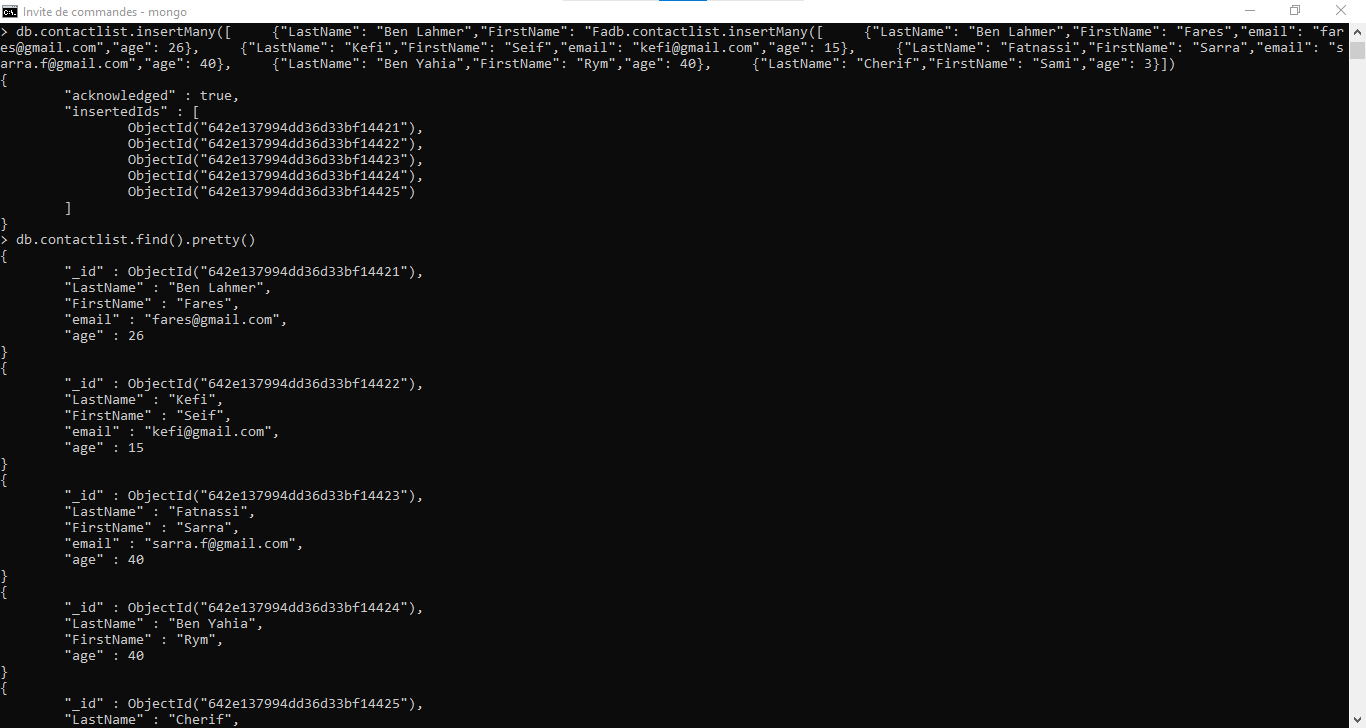 Invite de commandes - mongo
> db.contactlist.insertMany([     {"LastName": "Ben Lahmer","FirstName": "Fadb.contactlist.insertMany([     {"LastName": "Ben Lahmer","FirstName": "Fares","email": "far
es@gmail.com","age": 26},     {"LastName": "Kefi","FirstName": "Seif","email": "kefi@gmail.com","age": 15},     {"LastName": "Fatnassi","FirstName": "Sarra","email": "s
arra.f@gmail.com","age": 40},     {"LastName": "Ben Yahia","FirstName": "Rym","age": 40},     {"LastName": "Cherif","FirstName": "Sami","age": 3}])
{
        "acknowledged" : true,
        "insertedIds" : [
                ObjectId("642e137994dd36d33bf14421"),
                ObjectId("642e137994dd36d33bf14422"),
                ObjectId("642e137994dd36d33bf14423"),
                ObjectId("642e137994dd36d33bf14424"),
                ObjectId("642e137994dd36d33bf14425")
        ]
}
> db.contactlist.find().pretty()
{
        "_id" : ObjectId("642e137994dd36d33bf14421"),
        "LastName" : "Ben Lahmer",
        "FirstName" : "Fares",
        "email" : "fares@gmail.com",
        "age" : 26
}
{
        "_id" : ObjectId("642e137994dd36d33bf14422"),
        "LastName" : "Kefi",
        "FirstName" : "Seif",
        "email" : "kefi@gmail.com",
        "age" : 15
}
{
        "_id" : ObjectId("642e137994dd36d33bf14423"),
        "LastName" : "Fatnassi",
        "FirstName" : "Sarra",
        "email" : "sarra.f@gmail.com",
        "age" : 40
}
{
        "_id" : ObjectId("642e137994dd36d33bf14424"),
        "LastName" : "Ben Yahia",
        "FirstName" : "Rym",
        "age" : 40
}
{
        "_id" : ObjectId("642e137994dd36d33bf14425"),
        "LastName" : "Cherif",